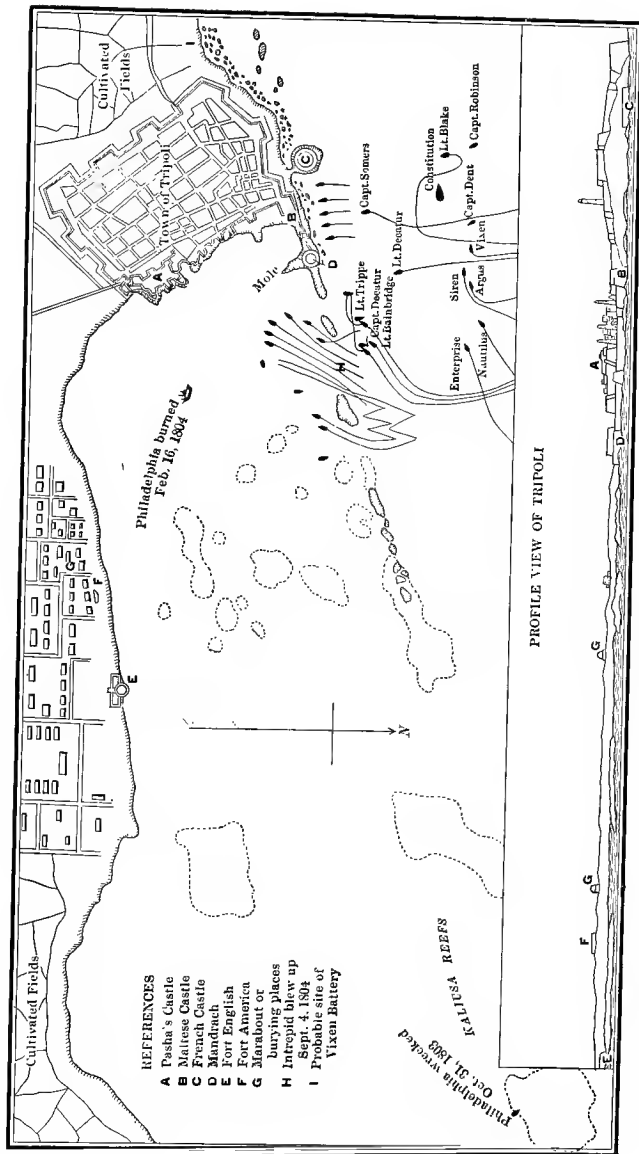 Cultivated Fields
Cultivated
Fields
I
Town of Tripoli
A
B
C
D
Mole
E
F
G
H
Philadelphia burned
Feb. 16, 1804
Capt. Somers
Lt. Decatur
Lt. Trippe
Capt. Decatur
Lt. Bainbridge
Constitution
Lt. Blake
Capt. Robinson
Capt. Dent
Vixen
Siren
Argus
Enterprise
Nautilus
N
REFERENCES
A Pasha's Castle
B Maltese Castle
C French Castle
D Mandrach
E Fort English
F Fort America
G Marabout or
burying places
H Intrepid blew up
Sept. 4, 1804
I Probable site of
Vixen Battery
KALIUSA REEFS
Philadelphia wrecked
Oct. 31, 1803
PROFILE VIEW OF TRIPOLI
E
F
G
G
D
A
B
C